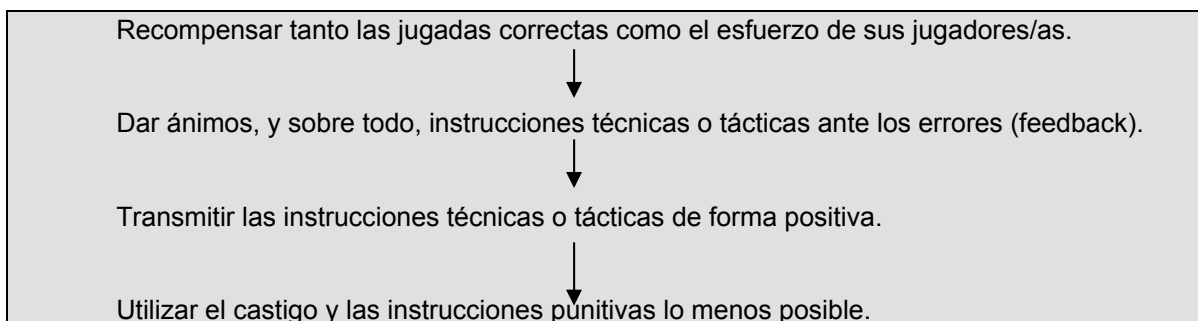 Recompensar tanto las jugadas correctas como el esfuerzo de sus jugadores/as.
Dar ánimos, y sobre todo, instrucciones técnicas o tácticas ante los errores (feedback).
Transmitir las instrucciones técnicas o tácticas de forma positiva.
Utilizar el castigo y las instrucciones punitivas lo menos posible.